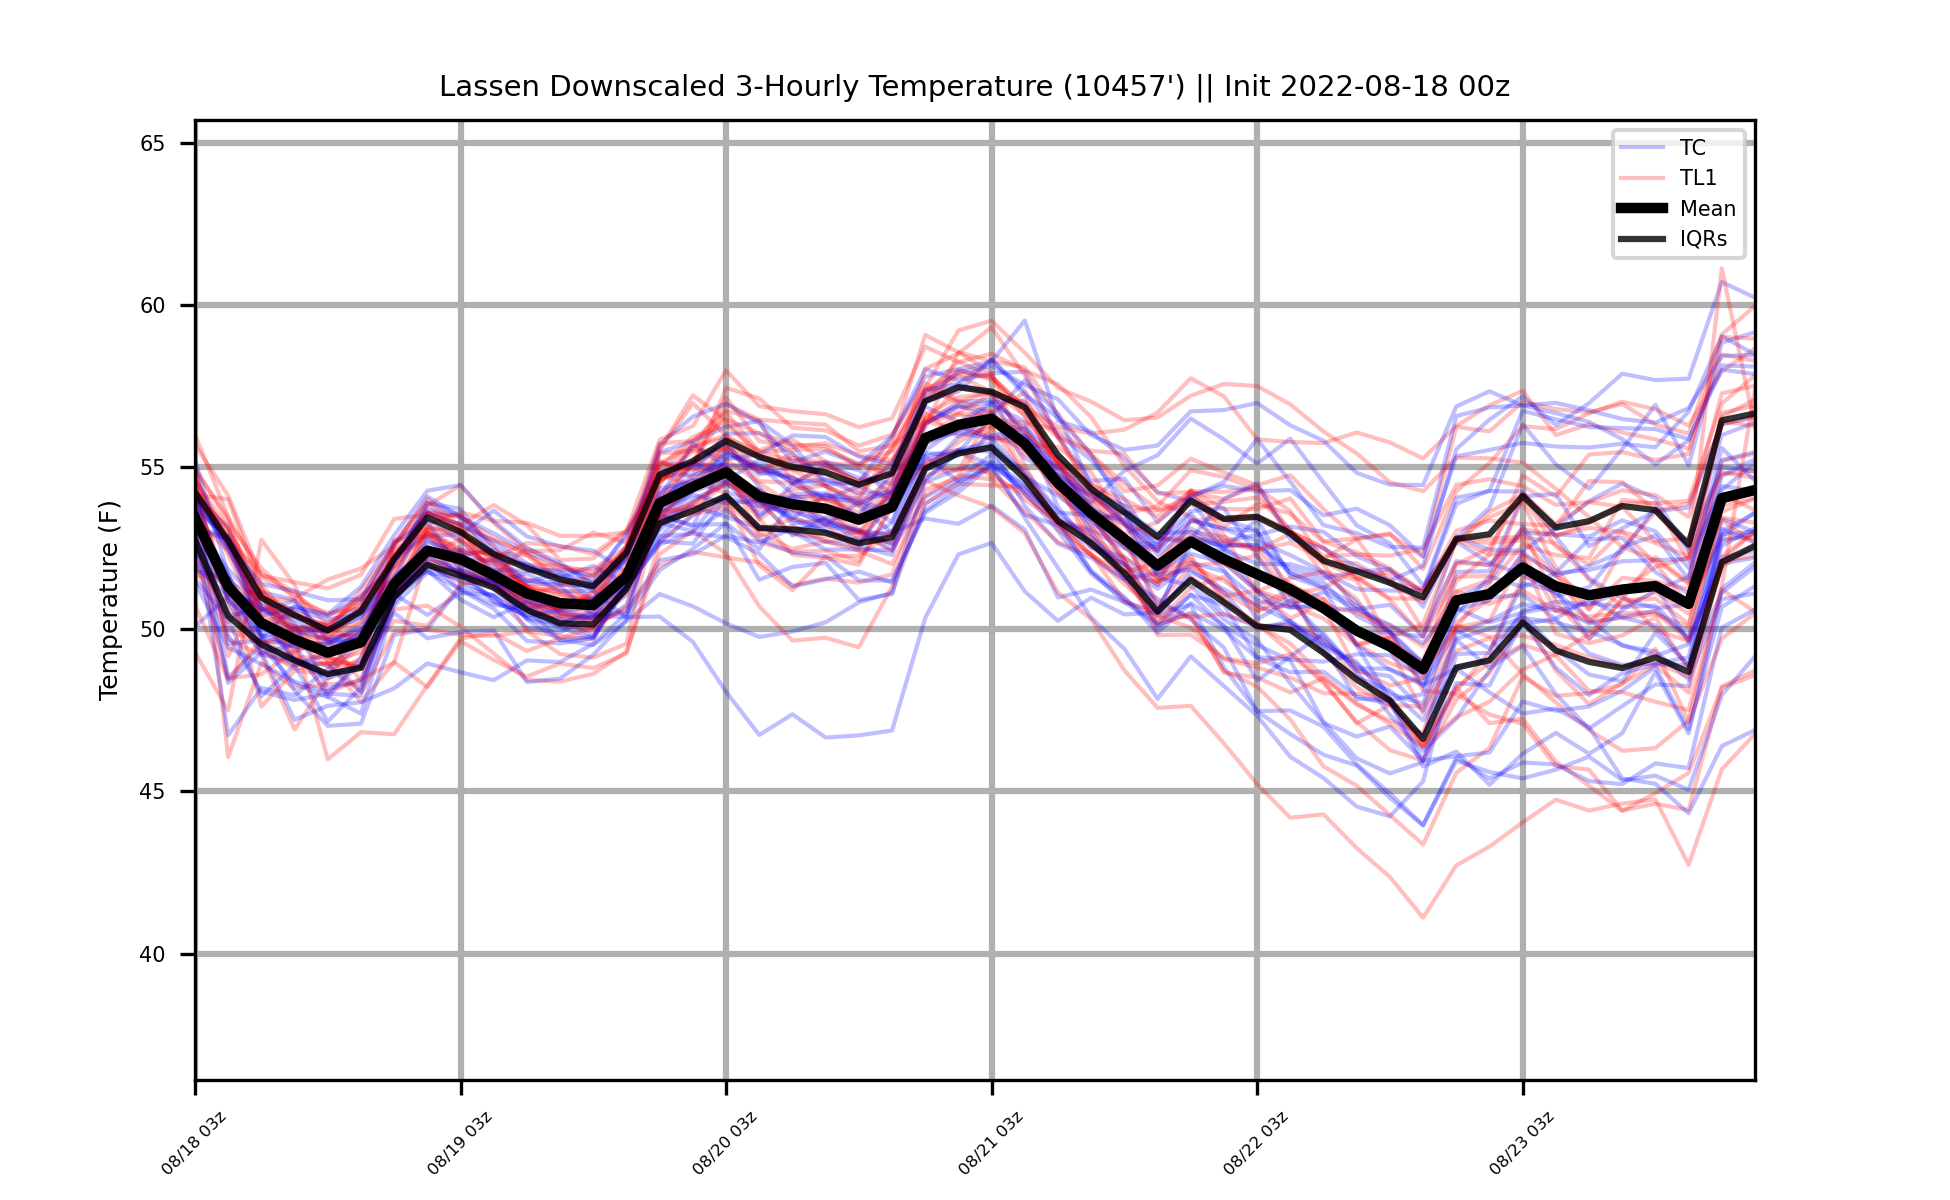 Lassen Downscaled 3-Hourly Temperature (10457') || Init 2022-08-18 00z
TC
TL1
Mean
IQRs
Temperature (F)
65
60
55
50
45
40
08/18 03z
08/19 03z
08/20 03z
08/21 03z
08/22 03z
08/23 03z